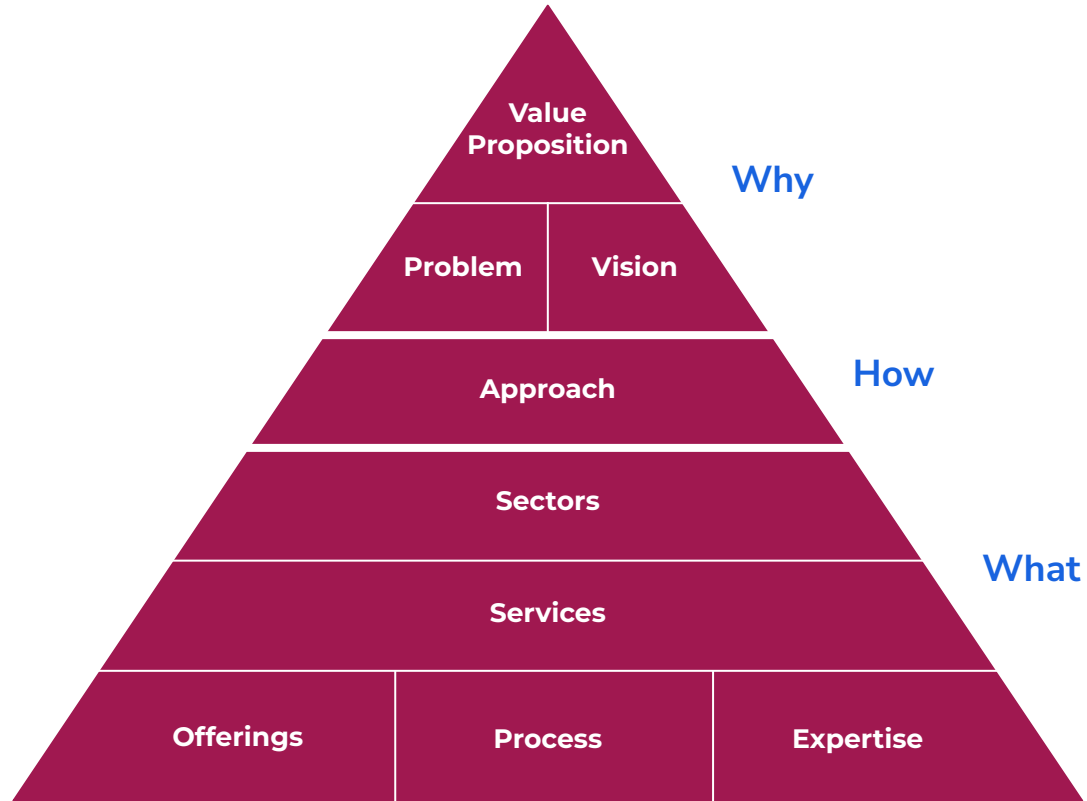 Value
Proposition
Why
Problem
Vision
How
Approach
Sectors
What
Services
Offerings
Process
Expertise